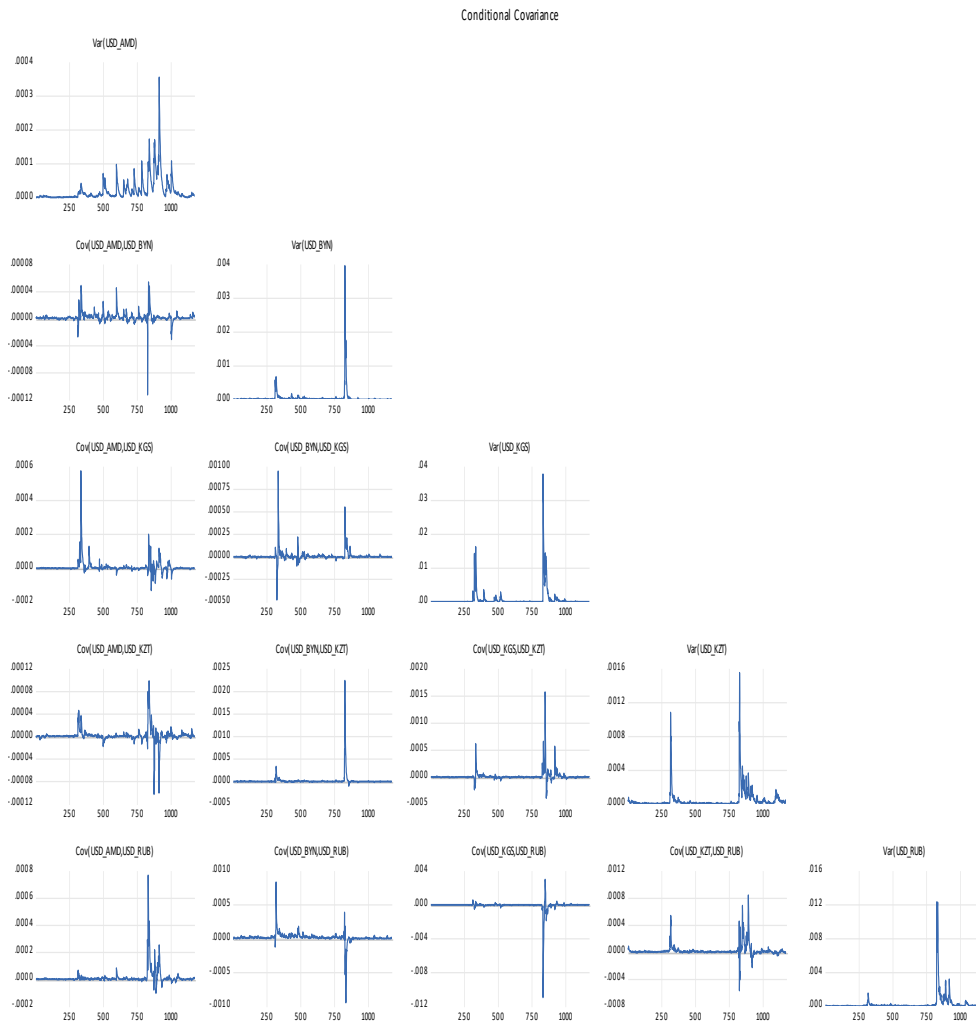 Conditional Covariance
Var(USD_AMD)
.0004
.0003
.0002
.0001
.0000
250 500 750 1000
Cov(USD_AMD,USD_BYN) Var(USD_BYN)
.00008 .004
.00004
.003
.00000
.002
-.00004
.001
-.00008
-.00012 .00
250 500 750 1000 250 500 750 1000
Cov(USD_AMD,USD_KGS) Cov(USD_BYN,USD_KGS) Var(USD_KGS)
.0006 .00100 .04
.00075
.0004 .03
.00050
.0002 .00025 .02
.0000 .00000 .01
-.00025
-.0002 -.00050 .00
250 500 750 1000 250 500 750 1000 250 500 750 1000
Cov(USD_AMD,USD_KZT) Cov(USD_BYN,USD_KZT) Cov(USD_KGS,USD_KZT) Var(USD_KZT)
.00012 .0025 .0020 .0016
.00008 .0020 .0015
.0012
.00004 .0015 .0010
.00000 .0010 .0005 .0008
-.00004 .0005 .0000 .0004
-.00008 .0000
-.00012 -.0005 -.0005 .0000
250 500 750 1000 250 500 750 1000 250 500 750 1000 250 500 750 1000
Cov(USD_AMD,USD_RUB) Cov(USD_BYN,USD_RUB) Cov(USD_KGS,USD_RUB) Cov(USD_KZT,USD_RUB) Var(USD_RUB)
.0008 .0010 .004 .0012 .016
.0006 .0005 .000 .0008 .012
.0004 .0004
.0000 -.004 .008
.0002 .0000
.0000 -.0005 -.008 -.0004 .004
-.0002 -.0010 -.012 -.0008 .000
250 500 750 1000 250 500 750 1000 250 500 750 1000 250 500 750 1000 250 500 750 1000